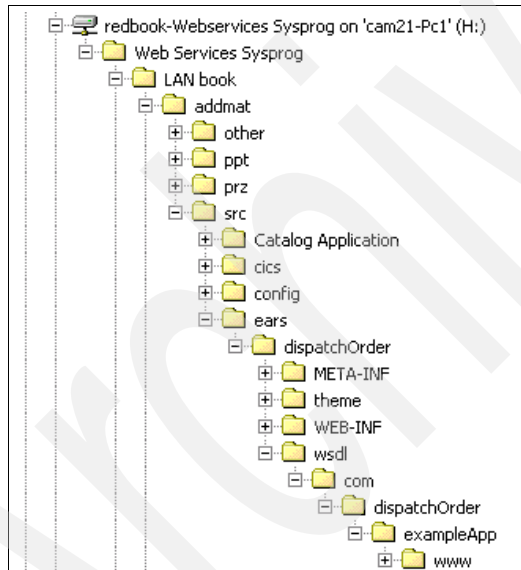 redbook-Webservices Sysprog on 'cam21-Pc1' (H:)
Web Services Sysprog
LAN book
addmat
other
ppt
prz
src
Catalog Application
cics
config
ears
dispatchOrder
META-INF
theme
WEB-INF
wsdl
com
dispatchOrder
exampleApp
www